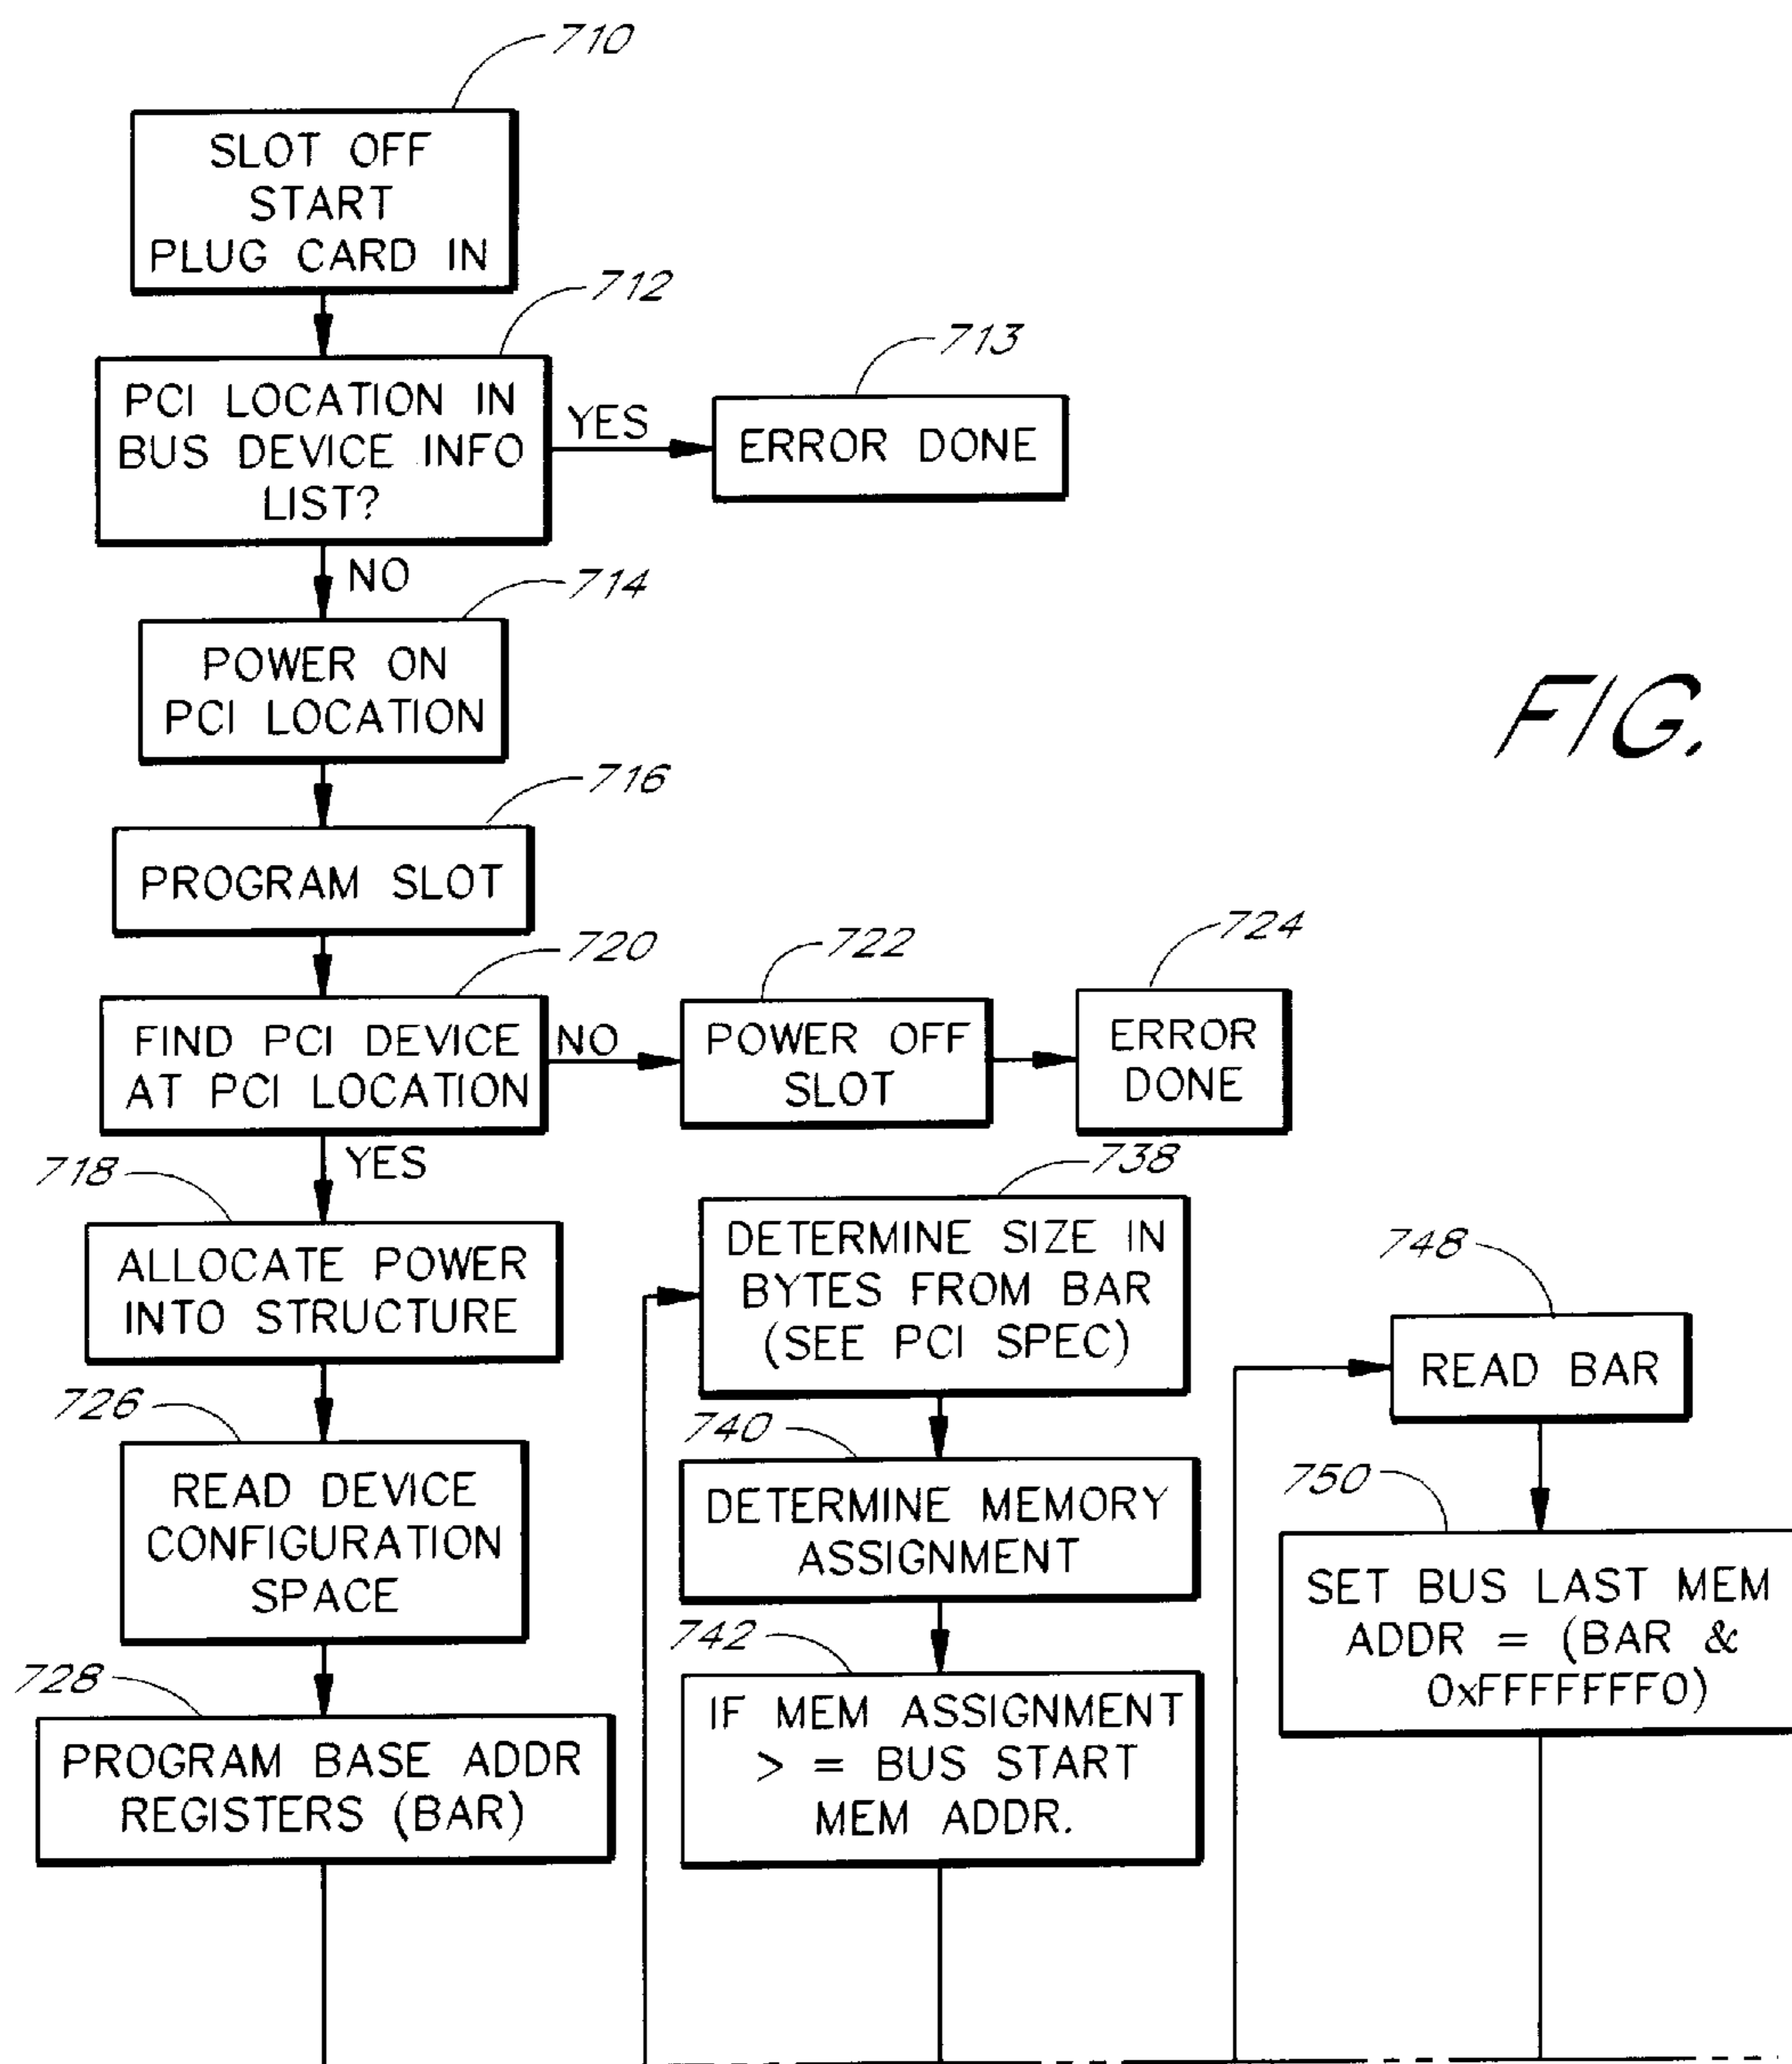 710
SLOT OFF
START
PLUG CARD IN
712
PCI LOCATION IN
BUS DEVICE INFO
LIST?
YES
713
ERROR DONE
NO
714
POWER ON
PCI LOCATION
FIG.
716
PROGRAM SLOT
720
FIND PCI DEVICE
AT PCI LOCATION
NO
722
POWER OFF
SLOT
724
ERROR
DONE
YES
718
ALLOCATE POWER
INTO STRUCTURE
726
READ DEVICE
CONFIGURATION
SPACE
728
PROGRAM BASE ADDR
REGISTERS (BAR)
738
DETERMINE SIZE IN
BYTES FROM BAR
(SEE PCI SPEC)
740
DETERMINE MEMORY
ASSIGNMENT
742
IF MEM ASSIGNMENT
> = BUS START
MEM ADDR.
748
READ BAR
750
SET BUS LAST MEM
ADDR = (BAR &
0xFFFFFFF0)